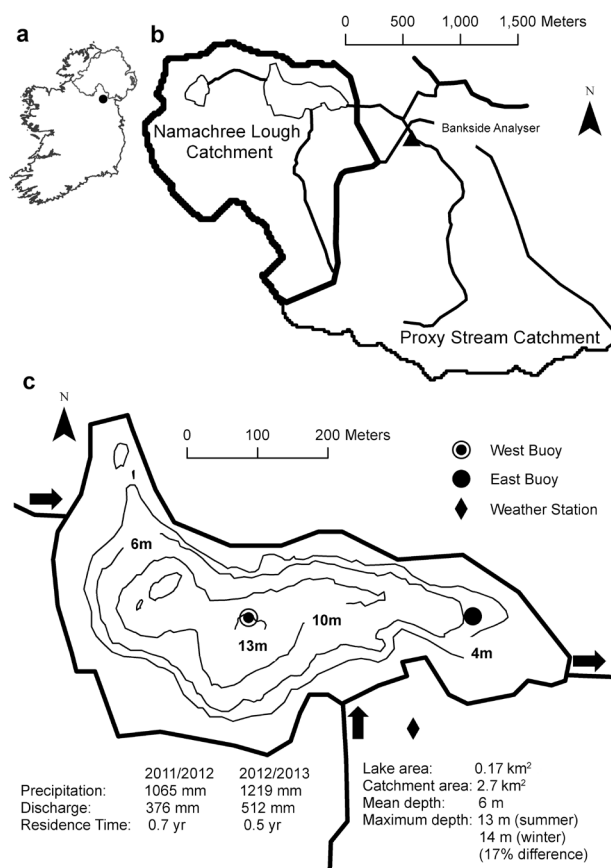 a
b
0 500 1,000 1,500 Meters
N
Namachree Lough
Catchment
Bankside Analyser
Proxy Stream Catchment
c
N
0 100 200 Meters
West Buoy
East Buoy
Weather Station
6m
10m
13m
4m
2011/2012 2012/2013
Precipitation: 1065 mm 1219 mm
Discharge: 376 mm 512 mm
Residence Time: 0.7 yr 0.5 yr
Lake area: 0.17 km²
Catchment area: 2.7 km²
Mean depth: 6 m
Maximum depth: 13 m (summer)
14 m (winter)
(17% difference)